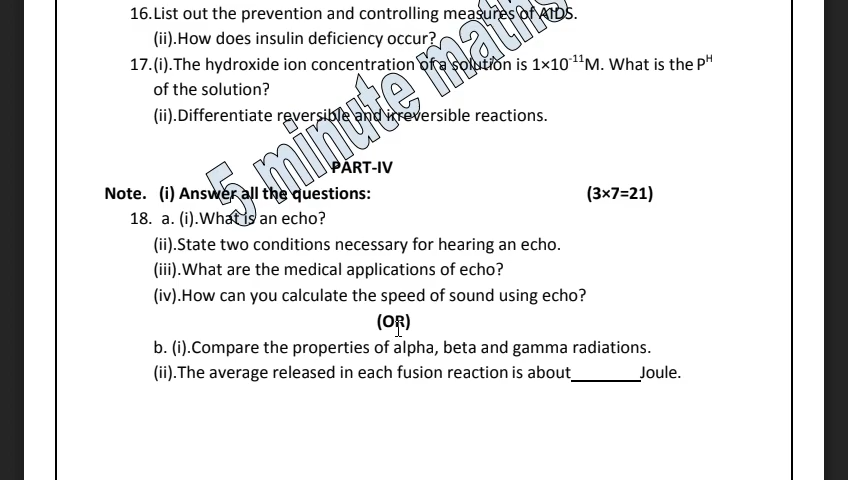 16.List out the prevention and controlling measures of AIDS.
(ii).How does insulin deficiency occur?
17.(i).The hydroxide ion concentration of a solution is 1×10⁻¹¹M. What is the Pᴴ
of the solution?
(ii).Differentiate reversible and irreversible reactions.
5 minute maths
PART-IV
Note. (i) Answer all the questions: (3×7=21)
18. a. (i).What is an echo?
(ii).State two conditions necessary for hearing an echo.
(iii).What are the medical applications of echo?
(iv).How can you calculate the speed of sound using echo?
(OR)
b. (i).Compare the properties of alpha, beta and gamma radiations.
(ii).The average released in each fusion reaction is about________Joule.